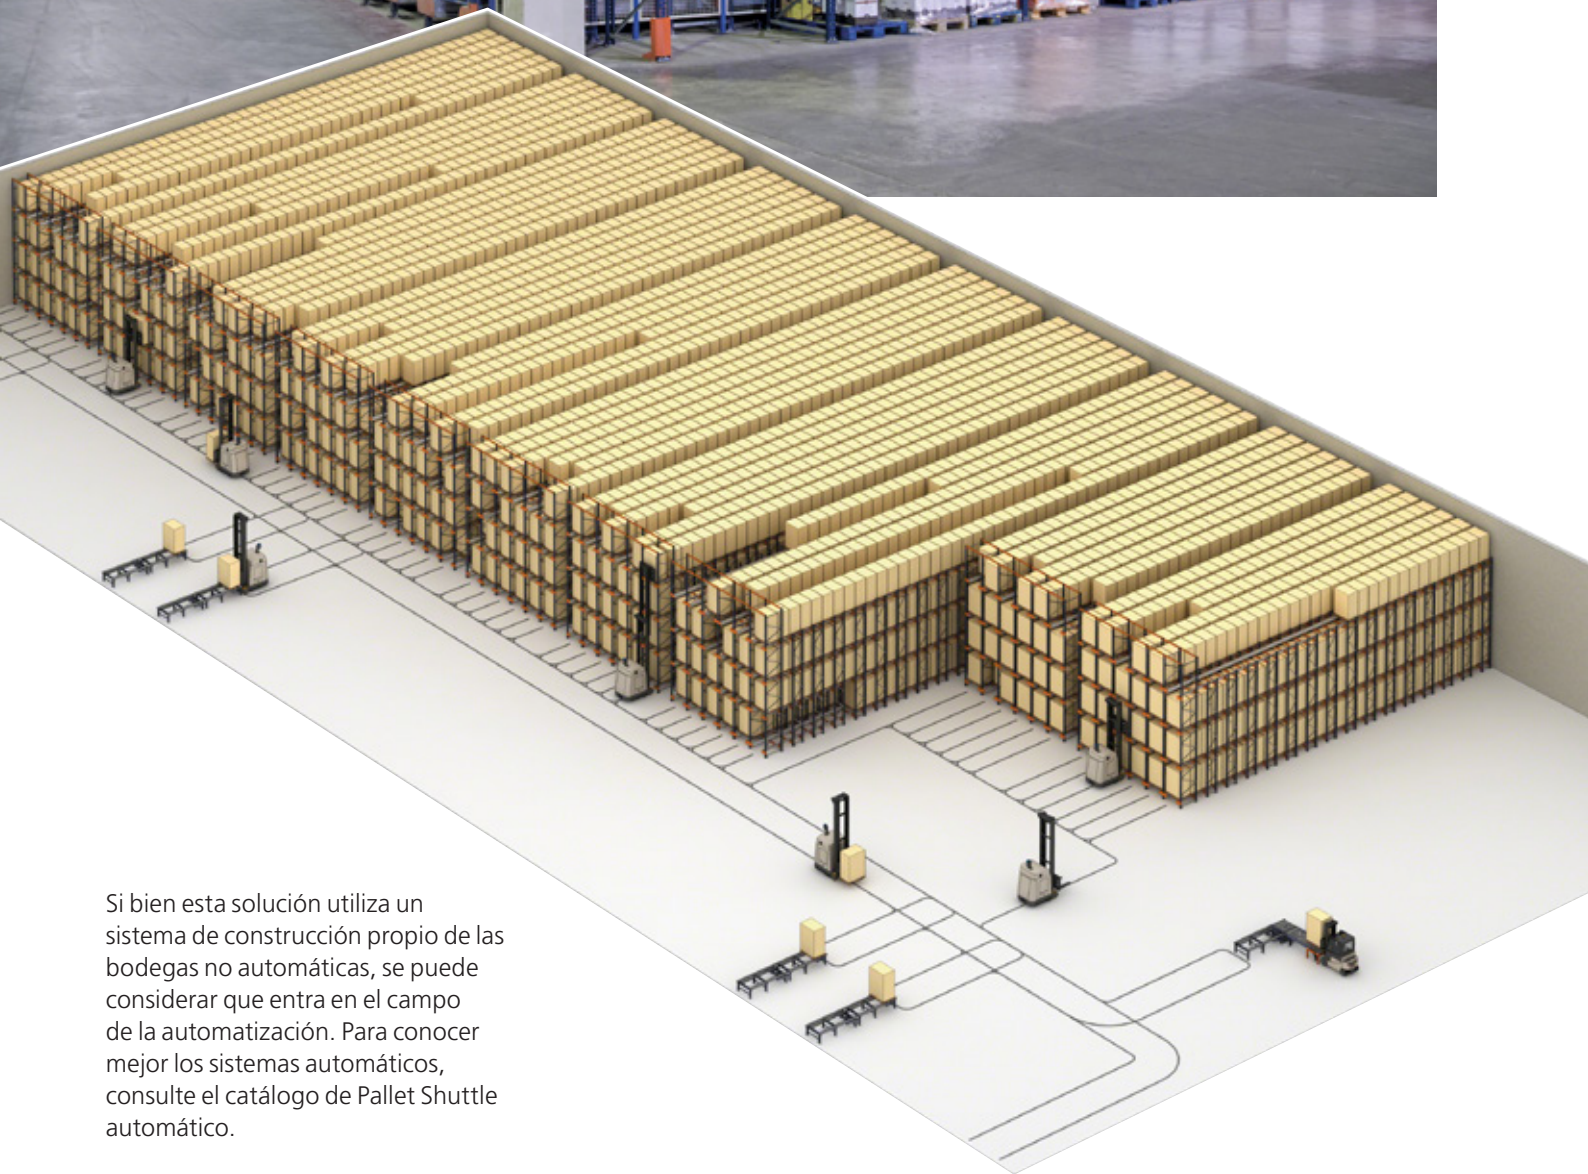 Si bien esta solución utiliza un
sistema de construcción propio de las
bodegas no automáticas, se puede
considerar que entra en el campo
de la automatización. Para conocer
mejor los sistemas automáticos,
consulte el catálogo de Pallet Shuttle
automático.